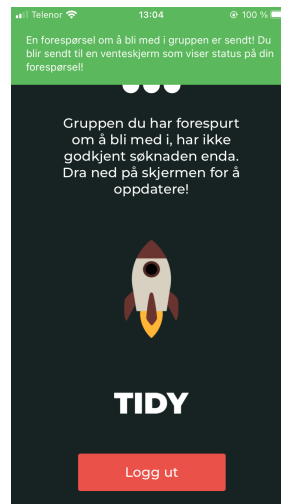 Telenor 13:04 100 %
En forespørsel om å bli med i gruppen er sendt! Du
blir sendt til en venteskjerm som viser status på din
forespørsel!
Gruppen du har forespurt
om å bli med i, har ikke
godkjent søknaden enda.
Dra ned på skjermen for å
oppdatere!
TIDY
Logg ut